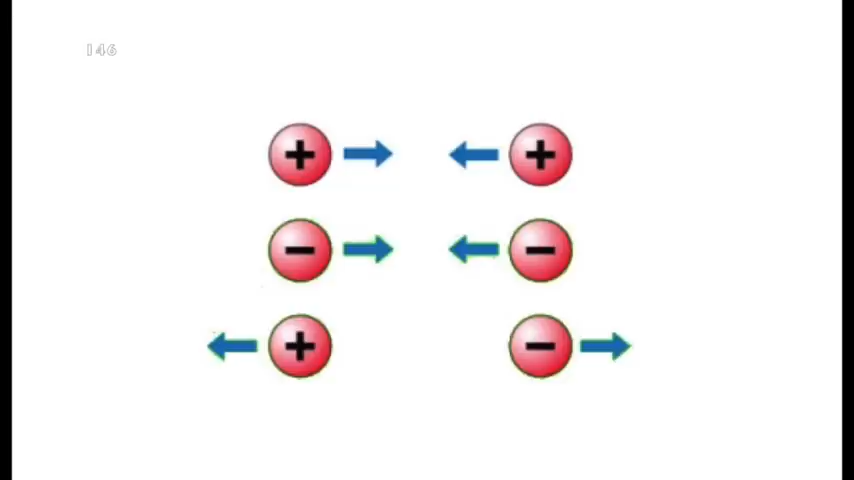 146
+ +
− −
+ −